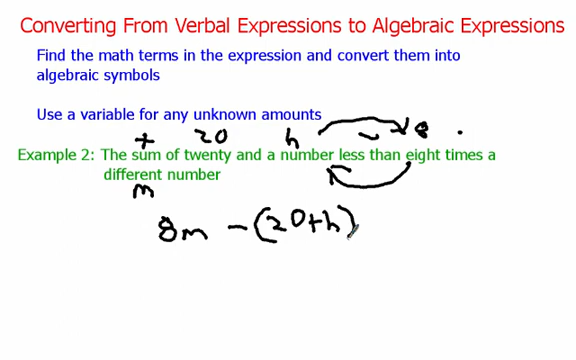 Converting From Verbal Expressions to Algebraic Expressions
Find the math terms in the expression and convert them into
algebraic symbols
Use a variable for any unknown amounts
+ 20 h - 8 ·
Example 2: The sum of twenty and a number less than eight times a
different number
m
8m - (20+h)